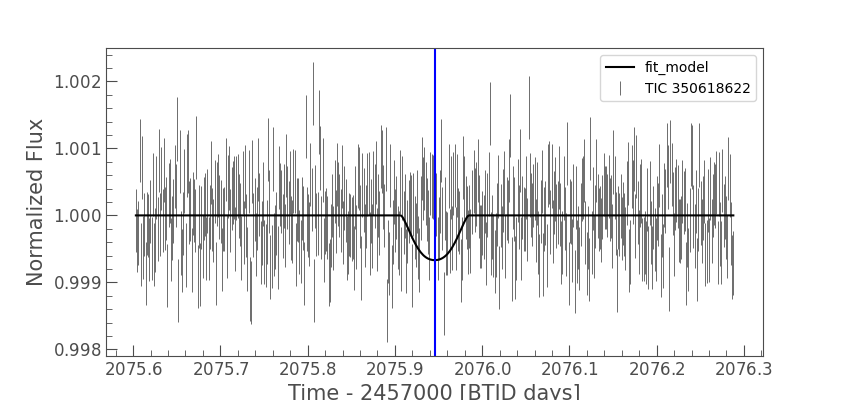 fit_model
TIC 350618622
Normalized Flux
1.002
1.001
1.000
0.999
0.998
2075.6 2075.7 2075.8 2075.9 2076.0 2076.1 2076.2 2076.3
Time - 2457000 [BTJD days]